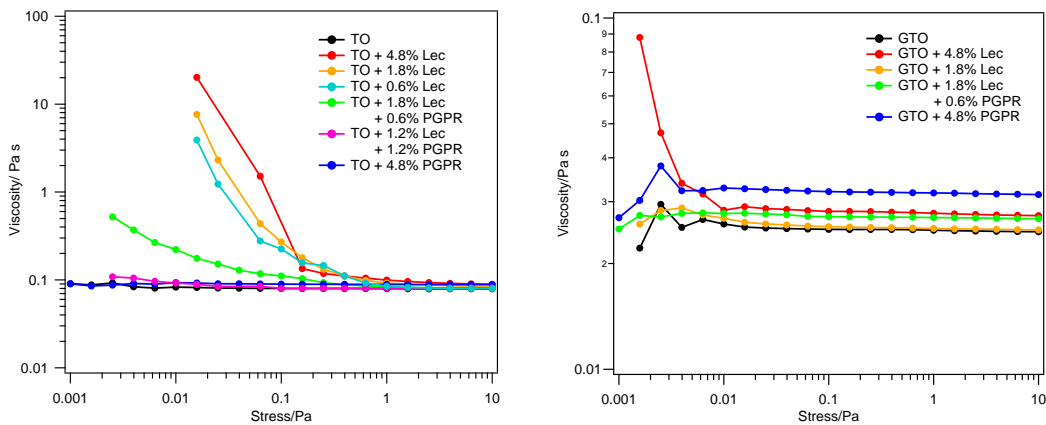 Viscosity/ Pa s
100
10
1
0.1
0.01
TO
TO + 4.8% Lec
TO + 1.8% Lec
TO + 0.6% Lec
TO + 1.8% Lec
+ 0.6% PGPR
TO + 1.2% Lec
+ 1.2% PGPR
TO + 4.8% PGPR
0.001 0.01 0.1 1 10
Stress/Pa
Viscosity/Pa s
0.1
9
8
7
6
5
4
3
2
0.01
GTO
GTO + 4.8% Lec
GTO + 1.8% Lec
GTO + 1.8% Lec
+ 0.6% PGPR
GTO + 4.8% PGPR
0.001 0.01 0.1 1 10
Stress/Pa